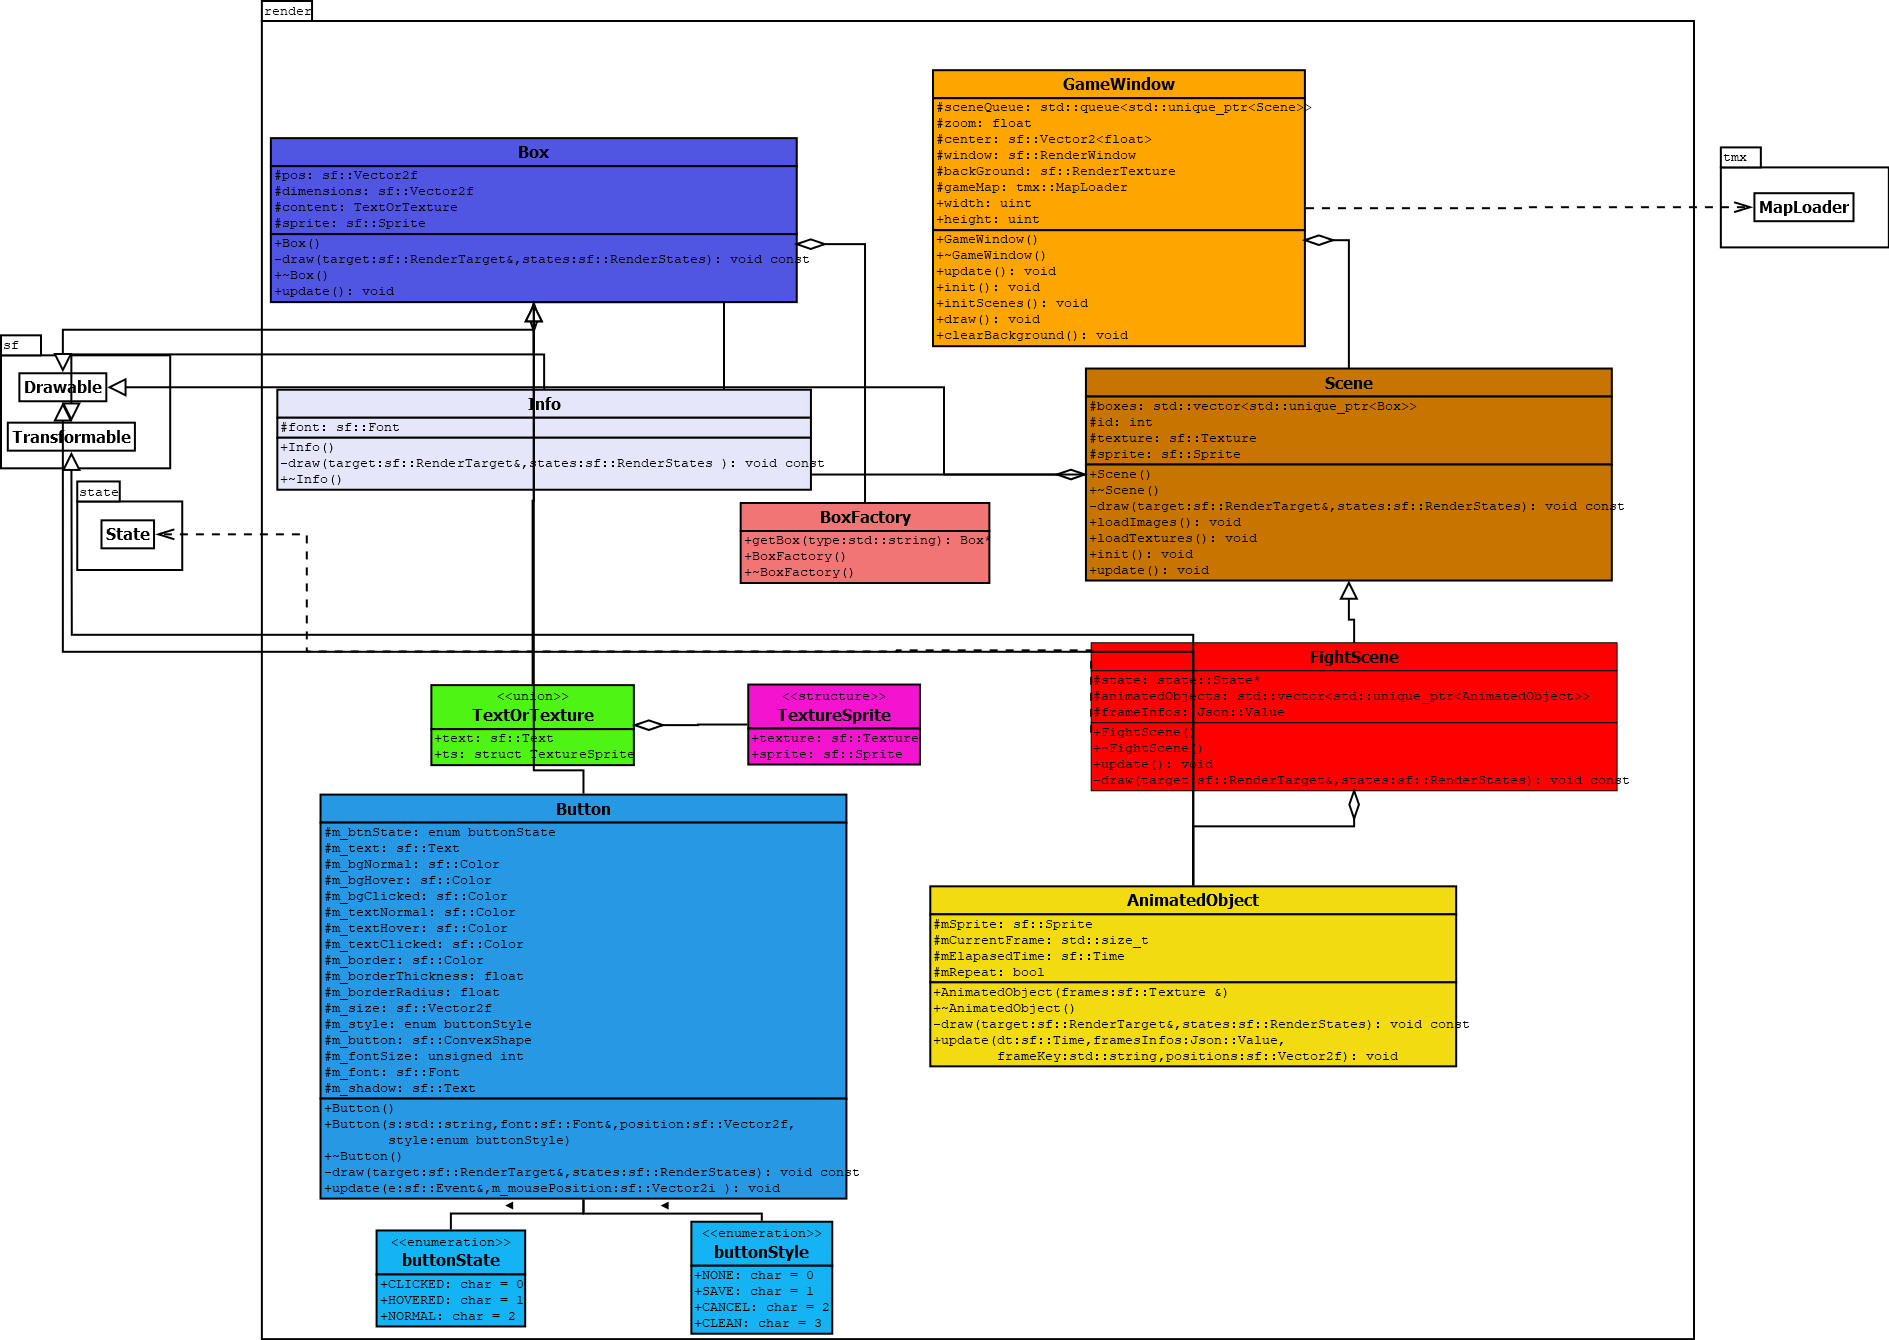 render
GameWindow
#sceneQueue: std::queue<std::unique_ptr<Scene>>
#zoom: float
#center: sf::Vector2<float>
#window: sf::RenderWindow
#backGround: sf::RenderTexture
#gameMap: tmx::MapLoader
+width: uint
+height: uint
+GameWindow()
+~GameWindow()
+update(): void
+init(): void
+initScenes(): void
+draw(): void
+clearBackground(): void
Box
#pos: sf::Vector2f
#dimensions: sf::Vector2f
#content: TextOrTexture
#sprite: sf::Sprite
+Box()
-draw(target:sf::RenderTarget&,states:sf::RenderStates): void const
+~Box()
+update(): void
tmx
MapLoader
sf
Drawable
Transformable
state
State
Info
#font: sf::Font
+Info()
-draw(target:sf::RenderTarget&,states:sf::RenderStates ): void const
+~Info()
Scene
#boxes: std::vector<std::unique_ptr<Box>>
#id: int
#texture: sf::Texture
#sprite: sf::Sprite
+Scene()
+~Scene()
-draw(target:sf::RenderTarget&,states:sf::RenderStates): void const
+loadImages(): void
+loadTextures(): void
+init(): void
+update(): void
BoxFactory
+getBox(type:std::string): Box*
+BoxFactory()
+~BoxFactory()
FightScene
#state: state::State*
#animatedObjects: std::vector<std::unique_ptr<AnimatedObject>>
#frameInfos: Json::Value
+FightScene()
+~FightScene()
+update(): void
-draw(target:sf::RenderTarget&,states:sf::RenderStates): void const
<<union>>
TextOrTexture
+text: sf::Text
+ts: struct TextureSprite
<<structure>>
TextureSprite
+texture: sf::Texture
+sprite: sf::Sprite
Button
#m_btnState: enum buttonState
#m_text: sf::Text
#m_bgNormal: sf::Color
#m_bgHover: sf::Color
#m_bgClicked: sf::Color
#m_textNormal: sf::Color
#m_textHover: sf::Color
#m_textClicked: sf::Color
#m_border: sf::Color
#m_borderThickness: float
#m_borderRadius: float
#m_size: sf::Vector2f
#m_style: enum buttonStyle
#m_button: sf::ConvexShape
#m_fontSize: unsigned int
#m_font: sf::Font
#m_shadow: sf::Text
+Button()
+Button(s:std::string,font:sf::Font&,position:sf::Vector2f,
style:enum buttonStyle)
+~Button()
-draw(target:sf::RenderTarget&,states:sf::RenderStates): void const
+update(e:sf::Event&,m_mousePosition:sf::Vector2i ): void
AnimatedObject
#mSprite: sf::Sprite
#mCurrentFrame: std::size_t
#mElapasedTime: sf::Time
#mRepeat: bool
+AnimatedObject(frames:sf::Texture &)
+~AnimatedObject()
-draw(target:sf::RenderTarget&,states:sf::RenderStates): void const
+update(dt:sf::Time,framesInfos:Json::Value,
frameKey:std::string,positions:sf::Vector2f): void
<<enumeration>>
buttonState
+CLICKED: char = 0
+HOVERED: char = 1
+NORMAL: char = 2
<<enumeration>>
buttonStyle
+NONE: char = 0
+SAVE: char = 1
+CANCEL: char = 2
+CLEAN: char = 3